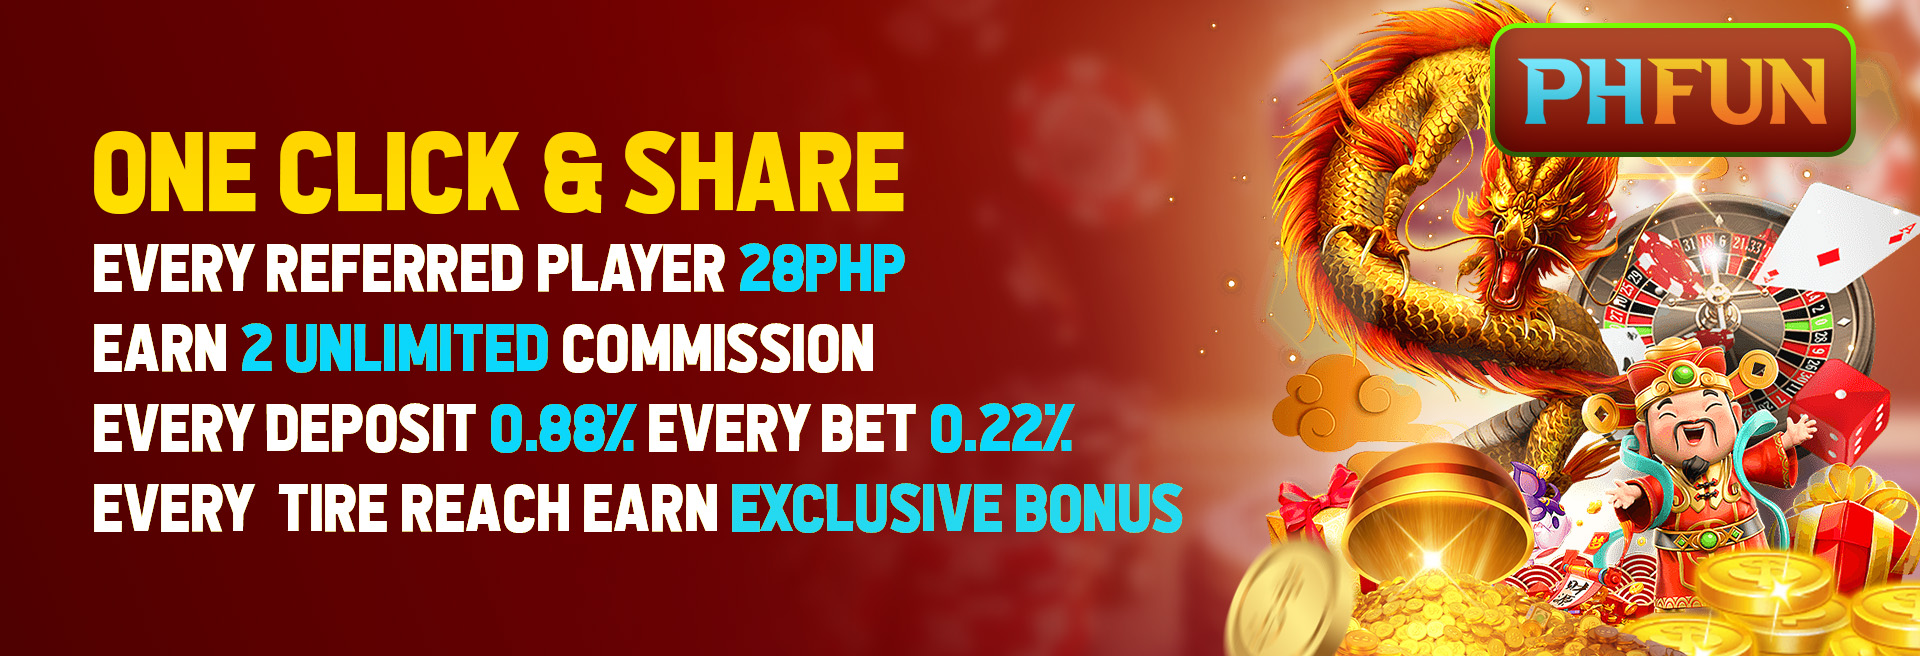 PHFUN
ONE CLICK & SHARE
EVERY REFERRED PLAYER 28PHP
EARN 2 UNLIMITED COMMISSION
EVERY DEPOSIT 0.88% EVERY BET 0.22%
EVERY TIRE REACH EARN EXCLUSIVE BONUS